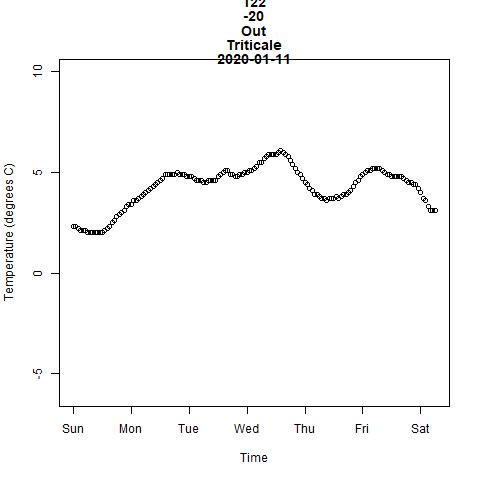 122
-20
Out
Triticale
2020-01-11
10
5
0
-5
Temperature (degrees C)
Sun Mon Tue Wed Thu Fri Sat
Time